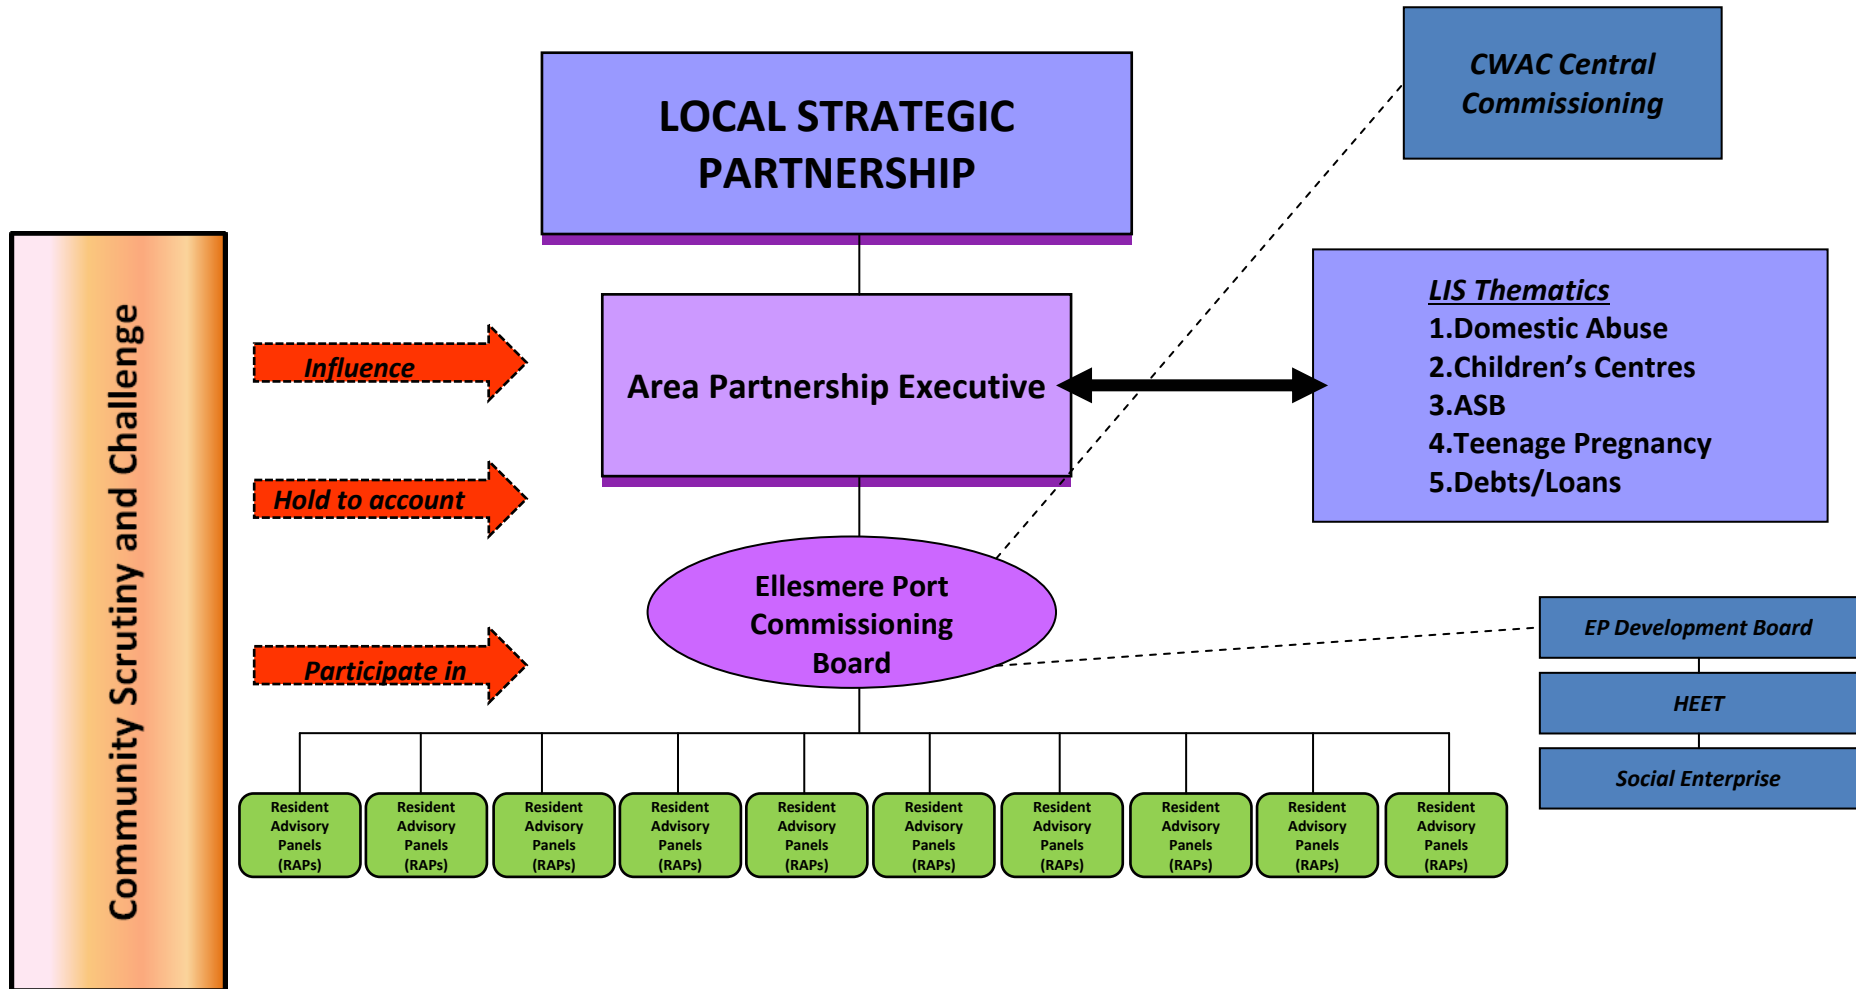 CWAC Central
Commissioning
LOCAL STRATEGIC
PARTNERSHIP
Community Scrutiny and Challenge
Influence
Hold to account
Participate in
Area Partnership Executive
LIS Thematics
1.Domestic Abuse
2.Children’s Centres
3.ASB
4.Teenage Pregnancy
5.Debts/Loans
Ellesmere Port
Commissioning
Board
EP Development Board
HEET
Social Enterprise
Resident
Advisory
Panels
(RAPs)
Resident
Advisory
Panels
(RAPs)
Resident
Advisory
Panels
(RAPs)
Resident
Advisory
Panels
(RAPs)
Resident
Advisory
Panels
(RAPs)
Resident
Advisory
Panels
(RAPs)
Resident
Advisory
Panels
(RAPs)
Resident
Advisory
Panels
(RAPs)
Resident
Advisory
Panels
(RAPs)
Resident
Advisory
Panels
(RAPs)